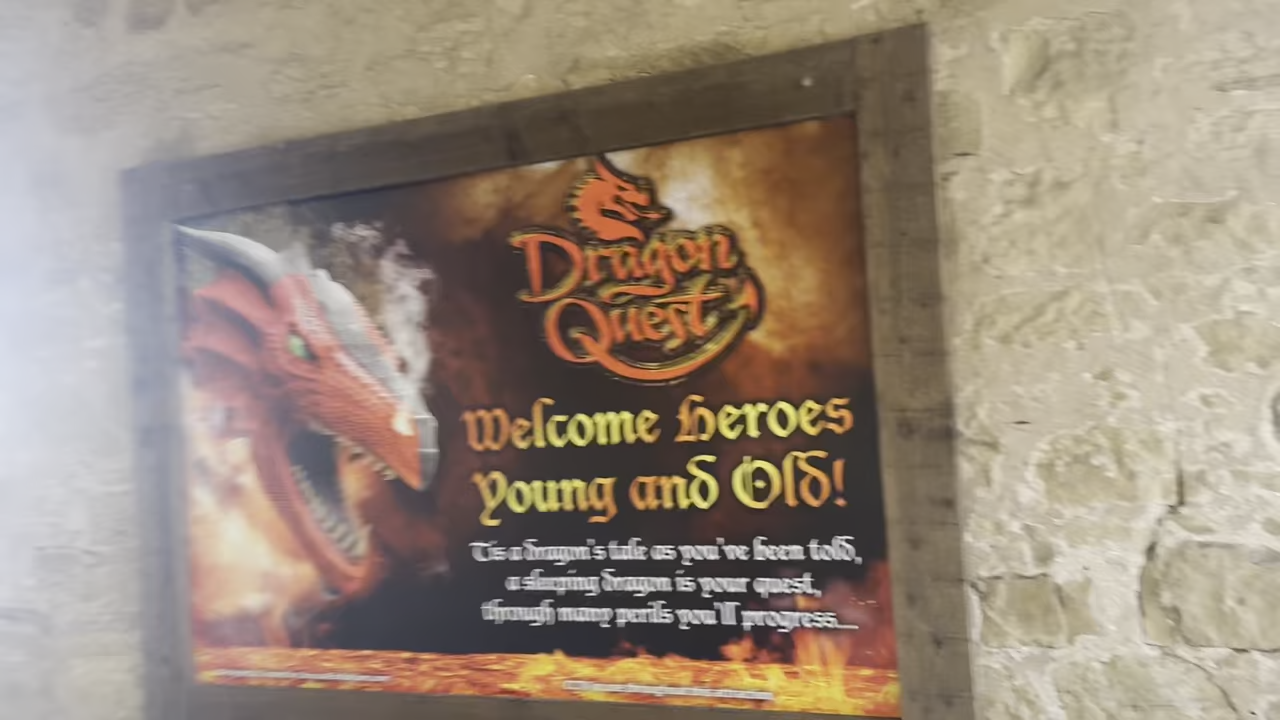 Dragon
Quest
Welcome Heroes
Young and Old!
'Tis a dragon's tale as you've been told,
a sleeping dragon is your quest,
through many perils you'll progress...